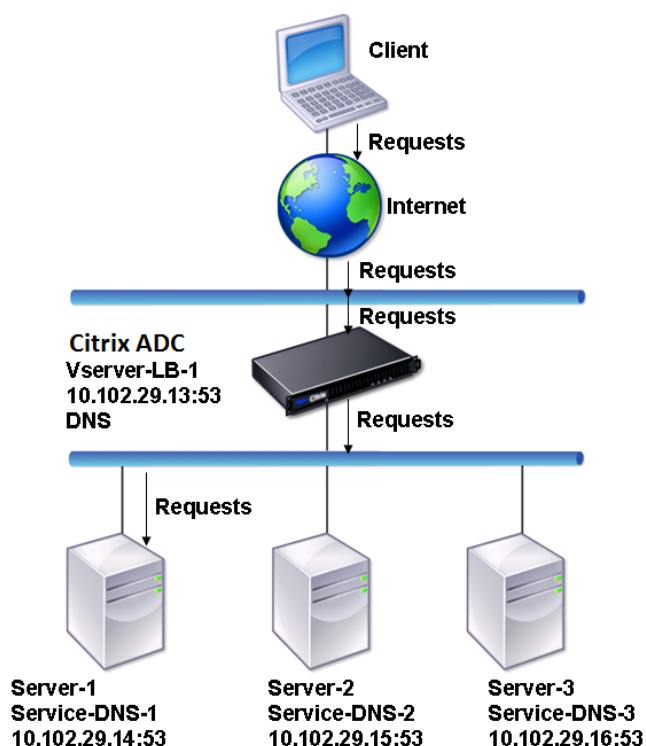 Client
Requests
Internet
Requests
Requests
Citrix ADC
Vserver-LB-1
10.102.29.13:53
DNS
Citrix
Requests
Requests
Server-1
Service-DNS-1
10.102.29.14:53
Server-2
Service-DNS-2
10.102.29.15:53
Server-3
Service-DNS-3
10.102.29.16:53